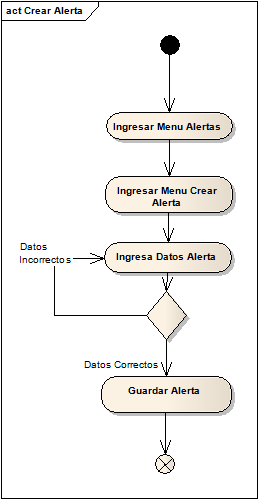 act Crear Alerta
Ingresar Menu Alertas
Ingresar Menu Crear
Alerta
Ingresa Datos Alerta
Datos
Incorrectos
Datos Correctos
Guardar Alerta